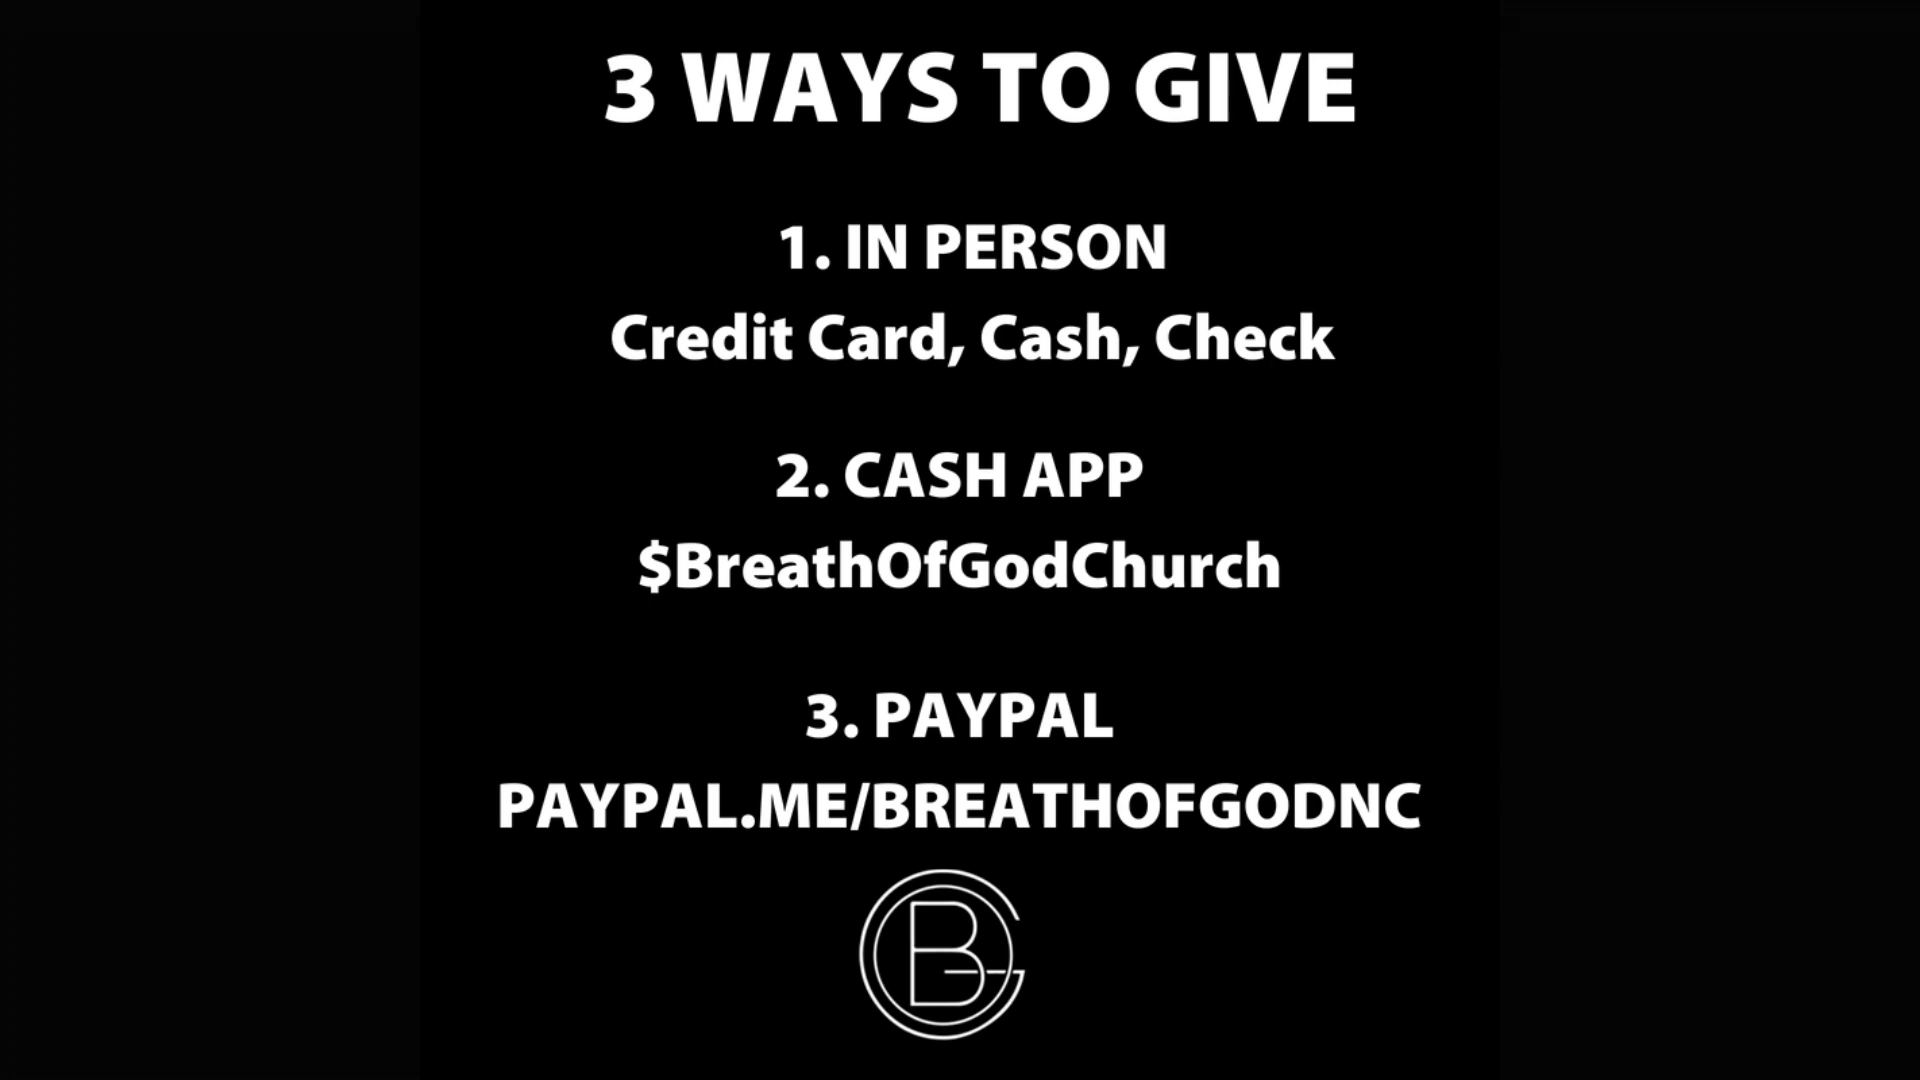 3 WAYS TO GIVE
1. IN PERSON
Credit Card, Cash, Check
2. CASH APP
$BreathOfGodChurch
3. PAYPAL
PAYPAL.ME/BREATHOFGODNC
BG